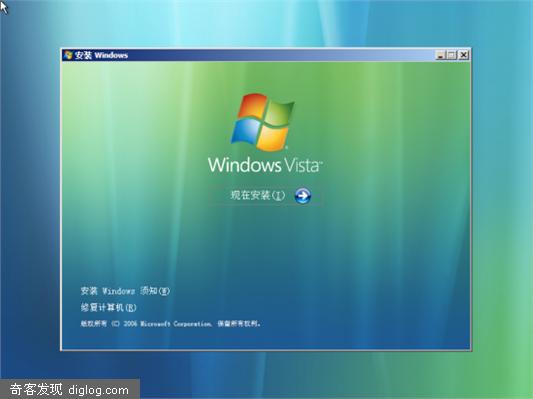 安装 Windows
Windows Vista™
现在安装(I)
安装 Windows 须知(W)
修复计算机(R)
版权所有 (C) 2006 Microsoft Corporation. 保留所有权利。
奇客发现 diglog.com